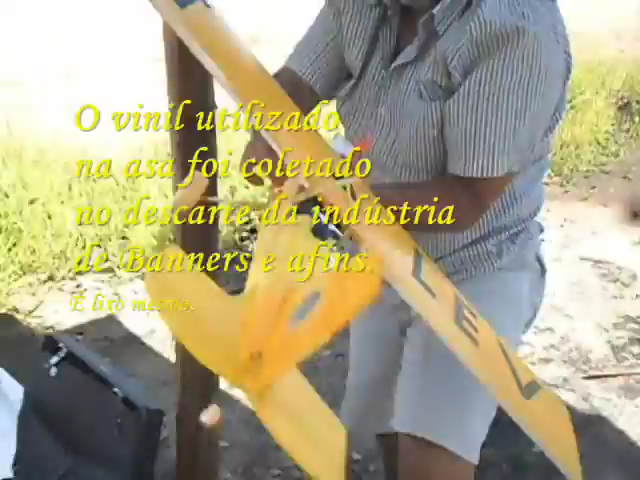 O vinil utilizado
na asa foi coletado
no descarte da indústria
de Banners e afins.
É lixo mesmo.